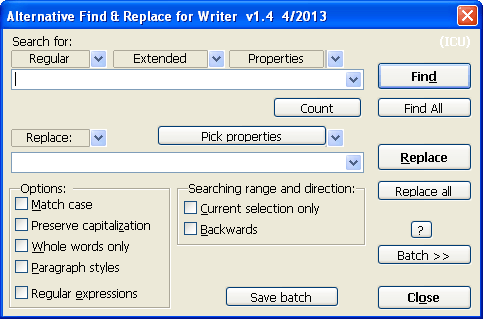 Alternative Find & Replace for Writer v1.4 4/2013
Search for:
(ICU)
Regular Extended Properties
Find
Count
Find All
Replace:
Pick properties
Replace
Options:
Searching range and direction:
Match case
Current selection only
Replace all
Preserve capitalization
Backwards
Whole words only
?
Paragraph styles
Batch >>
Regular expressions
Save batch
Close